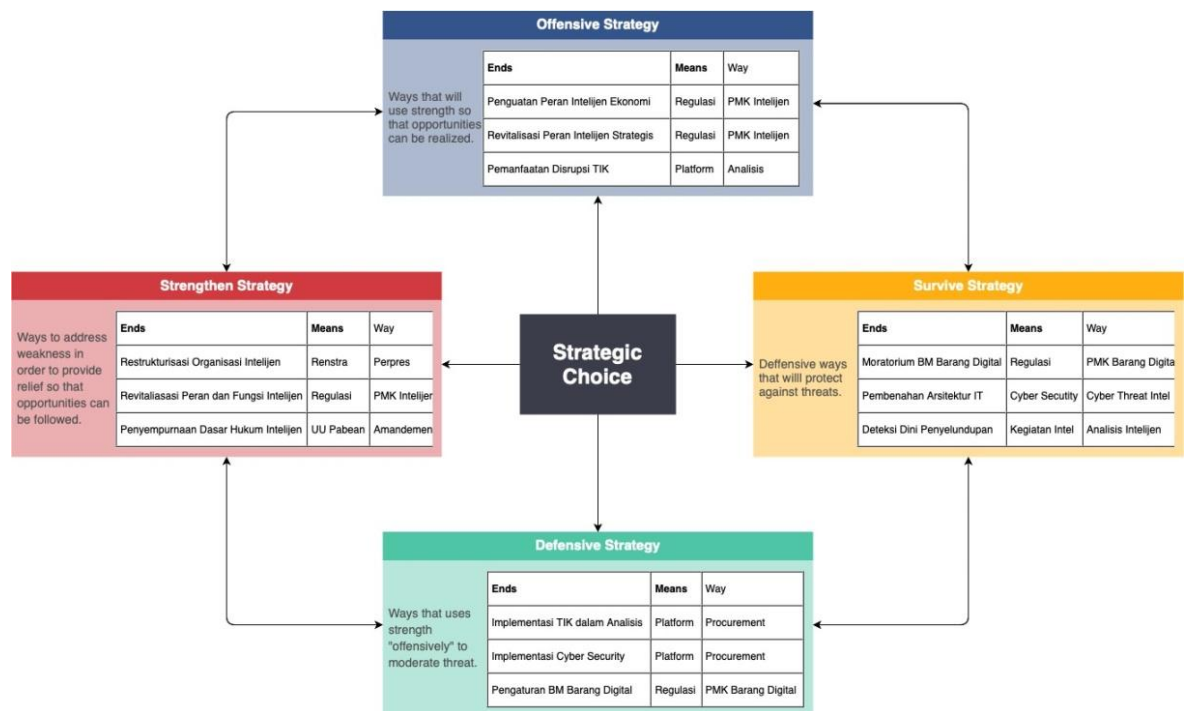 Offensive Strategy
Ways that will
use strength so
that opportunities
can be realized.
Ends Means Way
Penguatan Peran Intelijen Ekonomi Regulasi PMK Intelijen
Revitalisasi Peran Intelijen Strategis Regulasi PMK Intelijen
Pemanfaatan Disrupsi TIK Platform Analisis
Strengthen Strategy
Ways to address
weakness in
order to provide
relief so that
opportunities can
be followed.
Ends Means Way
Restrukturisasi Organisasi Intelijen Renstra Perpres
Revitaliasasi Peran dan Fungsi Intelijen Regulasi PMK Intelijen
Penyempurnaan Dasar Hukum Intelijen UU Pabean Amandemen
Strategic
Choice
Survive Strategy
Deffensive ways
that willl protect
against threats.
Ends Means Way
Moratorium BM Barang Digital Regulasi PMK Barang Digita
Pembenahan Arsitektur IT Cyber Secutity Cyber Threat Intel
Deteksi Dini Penyelundupan Kegiatan Intel Analisis Intelijen
Defensive Strategy
Ways that uses
strength
"offensively" to
moderate threat.
Ends Means Way
Implementasi TIK dalam Analisis Platform Procurement
Implementasi Cyber Security Platform Procurement
Pengaturan BM Barang Digital Regulasi PMK Barang Digital